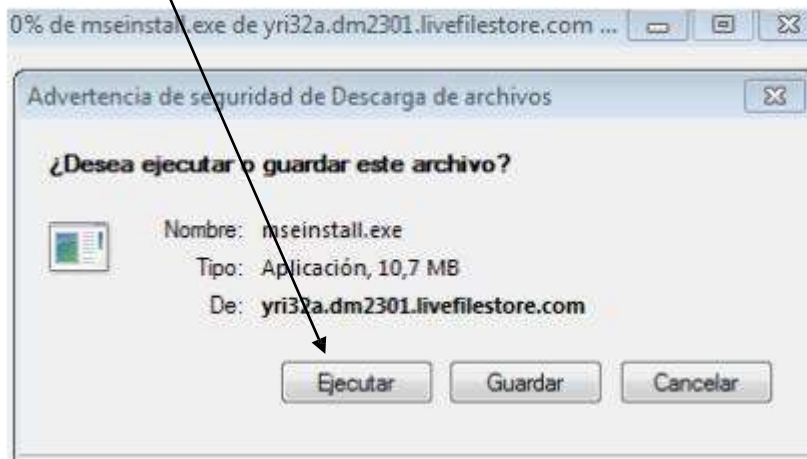 0% de mseinstall.exe de yri32a.dm2301.livefilestore.com ...
Advertencia de seguridad de Descarga de archivos
¿Desea ejecutar o guardar este archivo?
Nombre: mseinstall.exe
Tipo: Aplicación, 10,7 MB
De: yri32a.dm2301.livefilestore.com
Ejecutar Guardar Cancelar